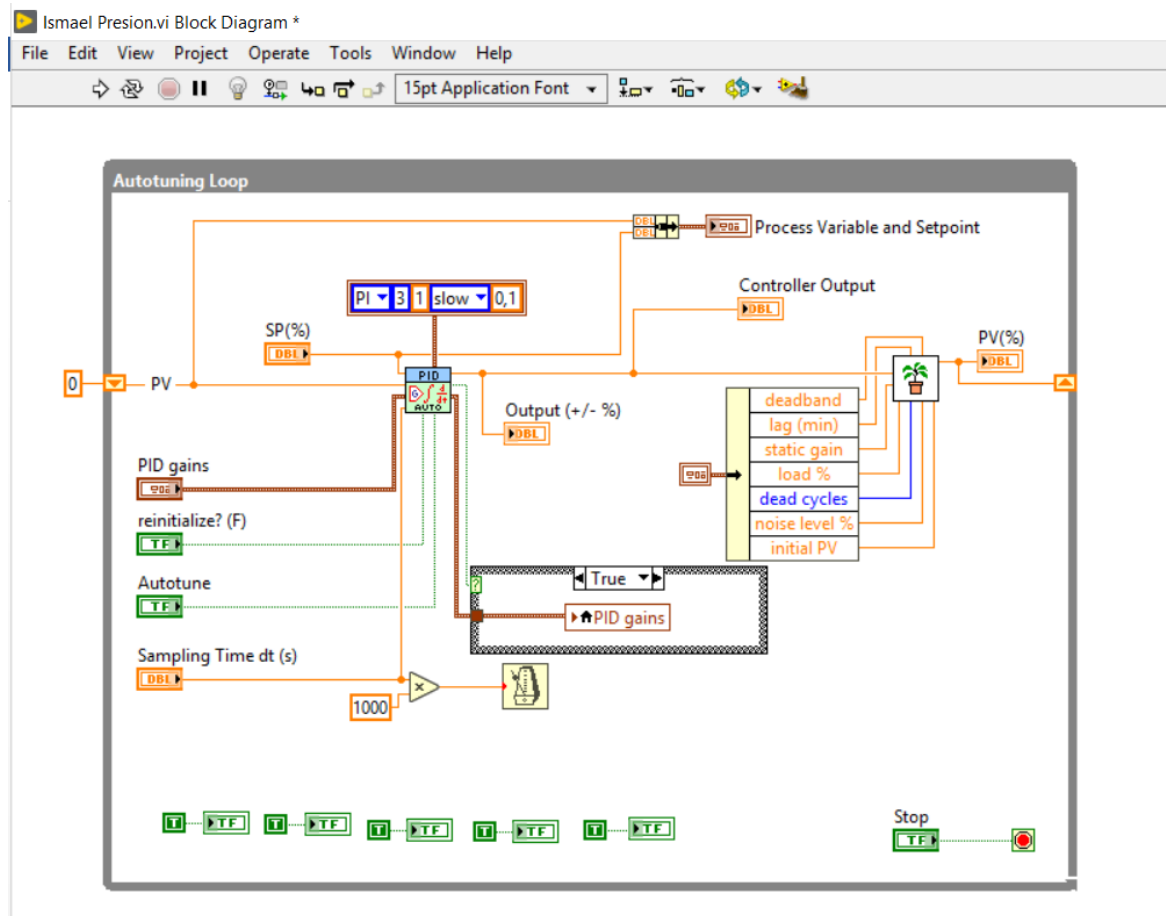 Ismael Presion.vi Block Diagram *
File Edit View Project Operate Tools Window Help
15pt Application Font
Autotuning Loop
DBL
DBL
Process Variable and Setpoint
PI 3 1 slow 0,1
Controller Output
DBL
SP(%)
DBL
PV(%)
DBL
0
PV
PID
AUTO
Output (+/- %)
DBL
deadband
lag (min)
static gain
load %
dead cycles
noise level %
initial PV
PID gains
reinitialize? (F)
TF
True
?
PID gains
Autotune
TF
Sampling Time dt (s)
DBL
1000
T TF T TF T TF T TF T TF
Stop
TF